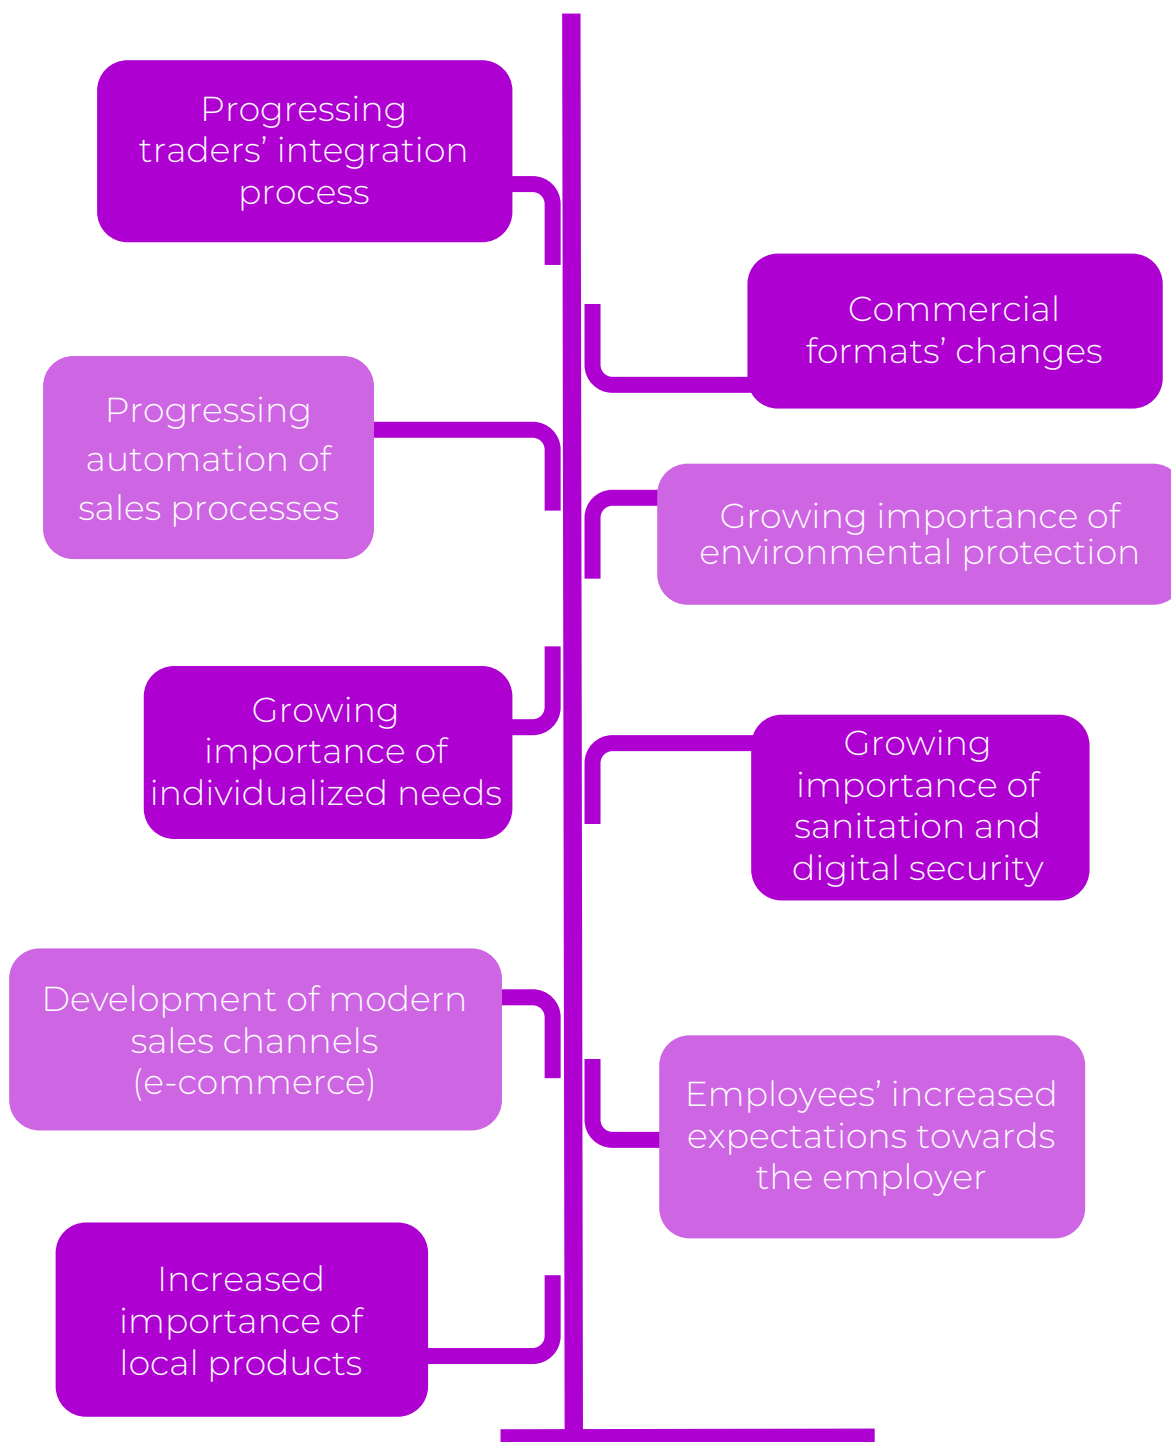 Progressing
traders’ integration
process
Commercial
formats’ changes
Progressing
automation of
sales processes
Growing importance of
environmental protection
Growing
importance of
individualized needs
Growing
importance of
sanitation and
digital security
Development of modern
sales channels
(e-commerce)
Employees’ increased
expectations towards
the employer
Increased
importance of
local products